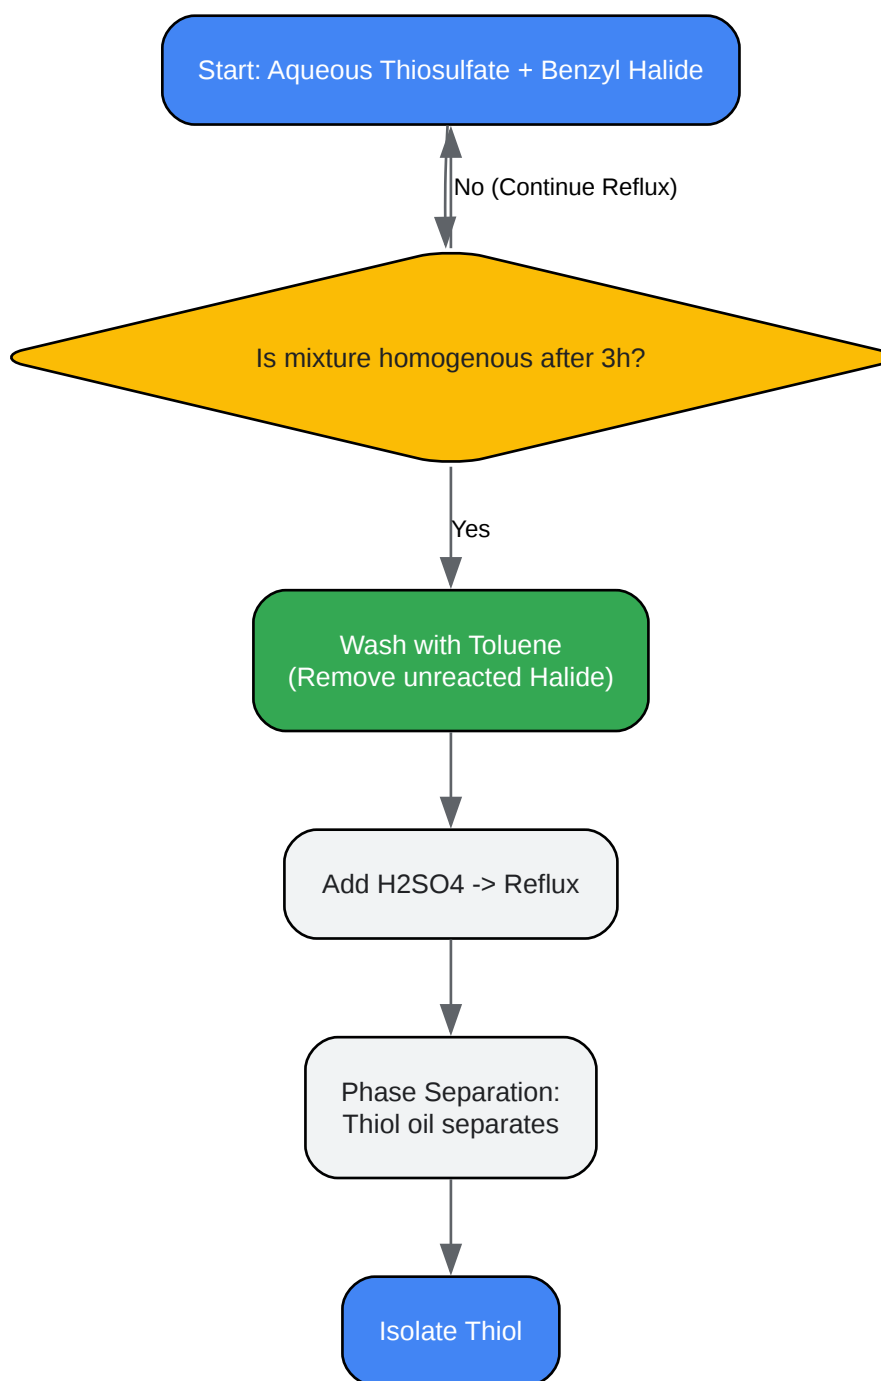 Start: Aqueous Thiosulfate + Benzyl Halide
No (Continue Reflux)
Is mixture homogenous after 3h?
Yes
Wash with Toluene
(Remove unreacted Halide)
Add H2SO4 -> Reflux
Phase Separation:
Thiol oil separates
Isolate Thiol